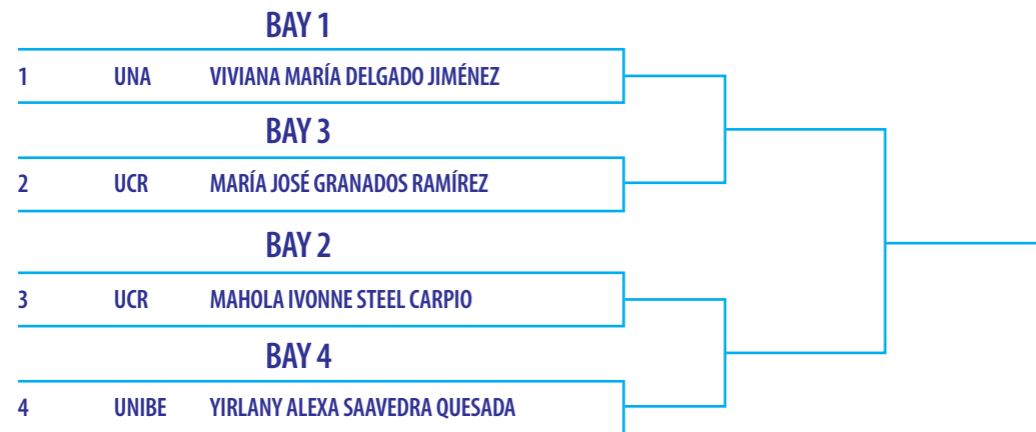 BAY 1
1 UNA VIVIANA MARÍA DELGADO JIMÉNEZ
BAY 3
2 UCR MARÍA JOSÉ GRANADOS RAMÍREZ
BAY 2
3 UCR MAHOLA IVONNE STEEL CARPIO
BAY 4
4 UNIBE YIRLANY ALEXA SAAVEDRA QUESADA